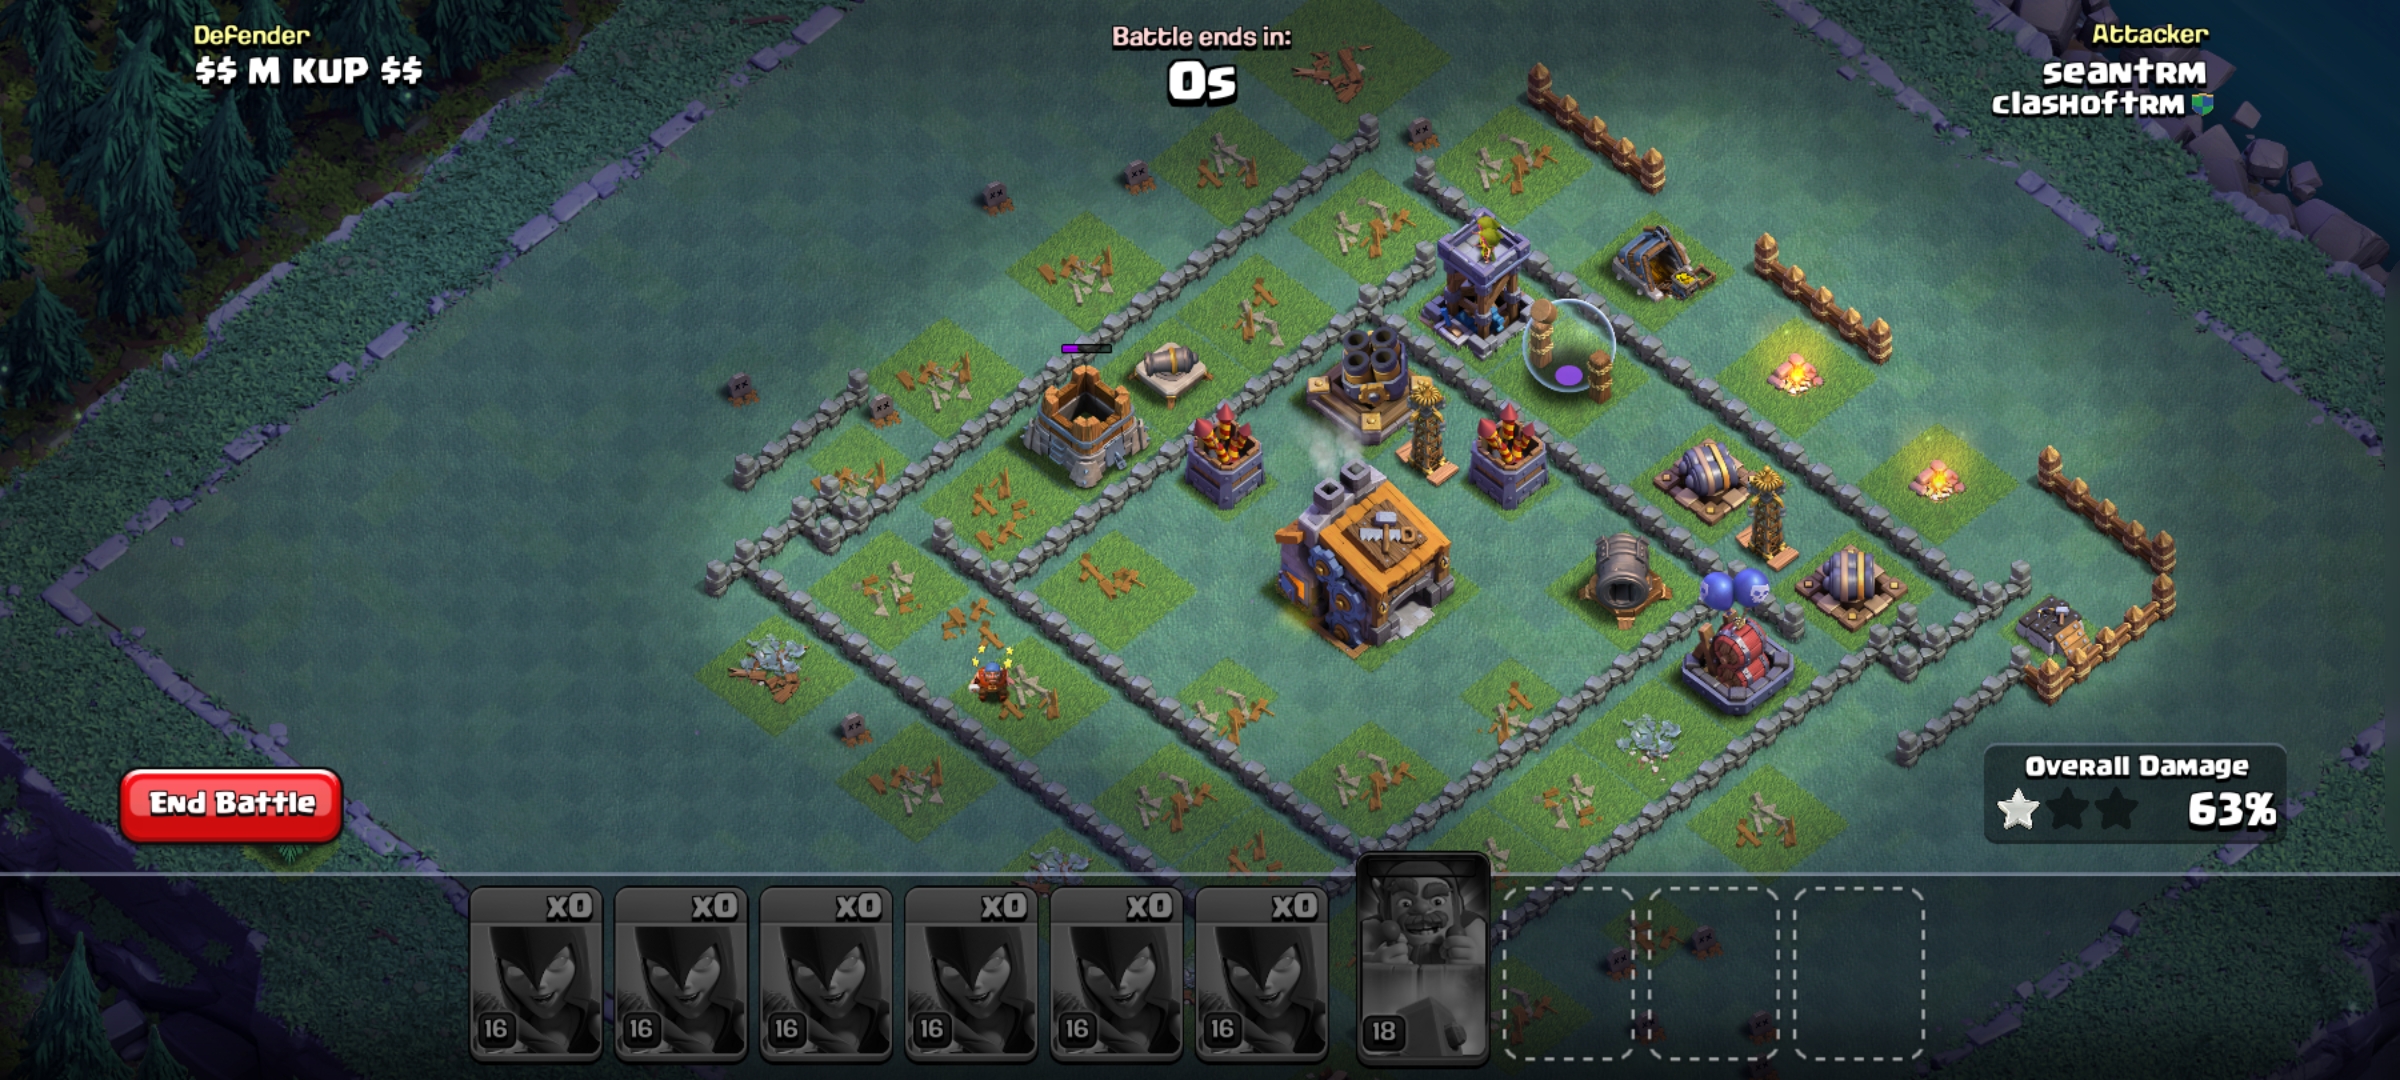 Defender
$$ M KUP $$
Battle ends in:
0s
Attacker
seantRM
clashoftRM
End Battle
Overall Damage
63%
x0
x0
x0
x0
x0
x0
16
16
16
16
16
16
18